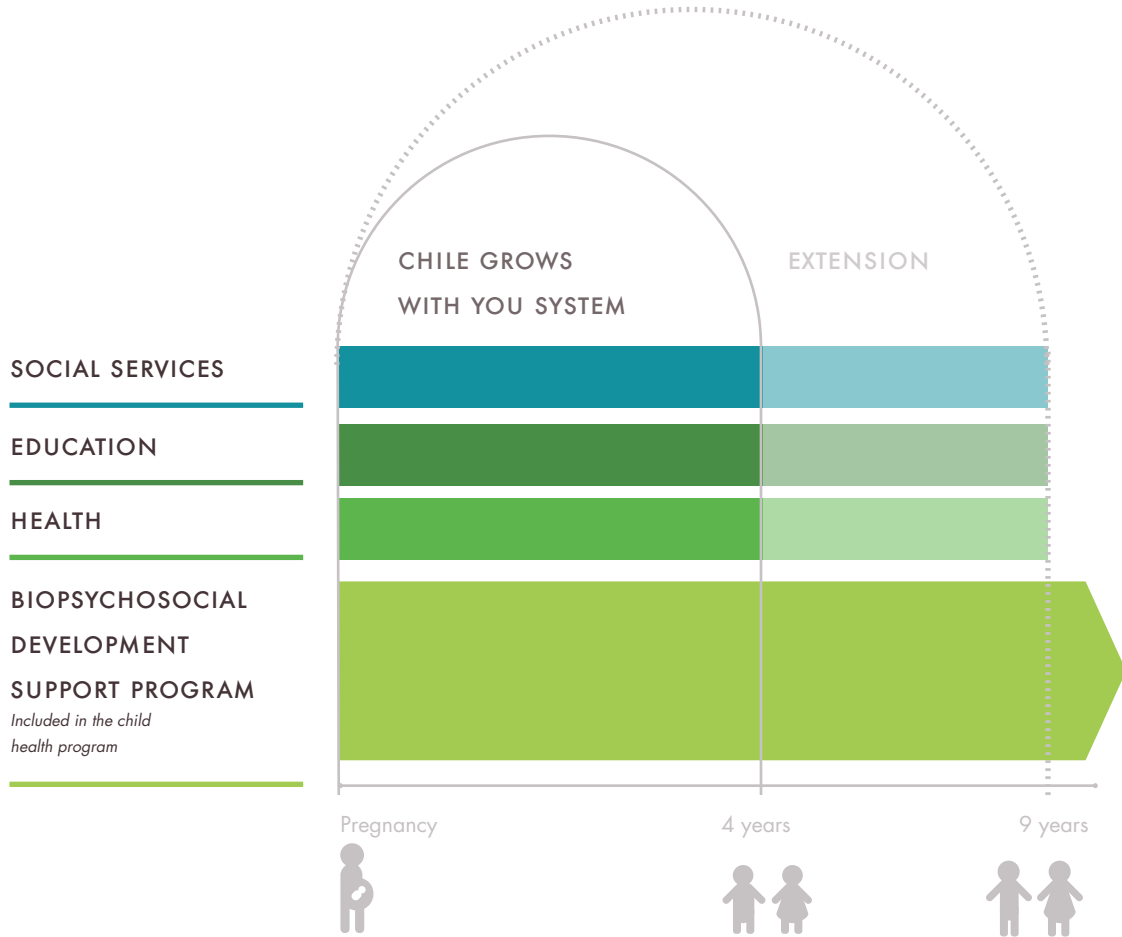 CHILE GROWS
WITH YOU SYSTEM
EXTENSION
SOCIAL SERVICES
EDUCATION
HEALTH
BIOPSYCHOSOCIAL
DEVELOPMENT
SUPPORT PROGRAM
Included in the child
health program
Pregnancy
4 years
9 years